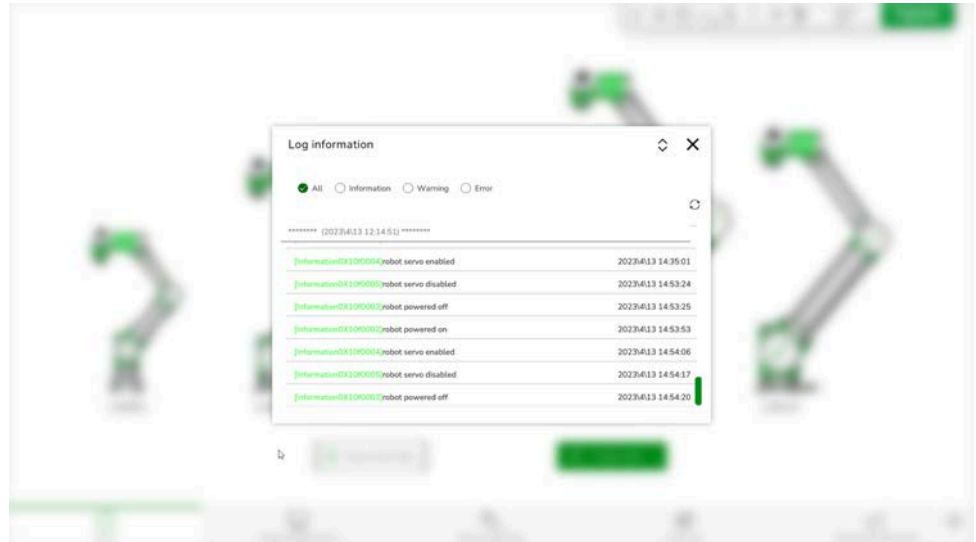 Log information
All Information Warning Error
******** (2023\4\13 12:14:51) ********
[Information0X10f0004]robot servo enabled 2023\4\13 14:35:01
[Information0X10f0005]robot servo disabled 2023\4\13 14:53:24
[Information0X10f0003]robot powered off 2023\4\13 14:53:25
[Information0X10f0002]robot powered on 2023\4\13 14:53:53
[Information0X10f0004]robot servo enabled 2023\4\13 14:54:06
[Information0X10f0005]robot servo disabled 2023\4\13 14:54:17
[Information0X10f0003]robot powered off 2023\4\13 14:54:20